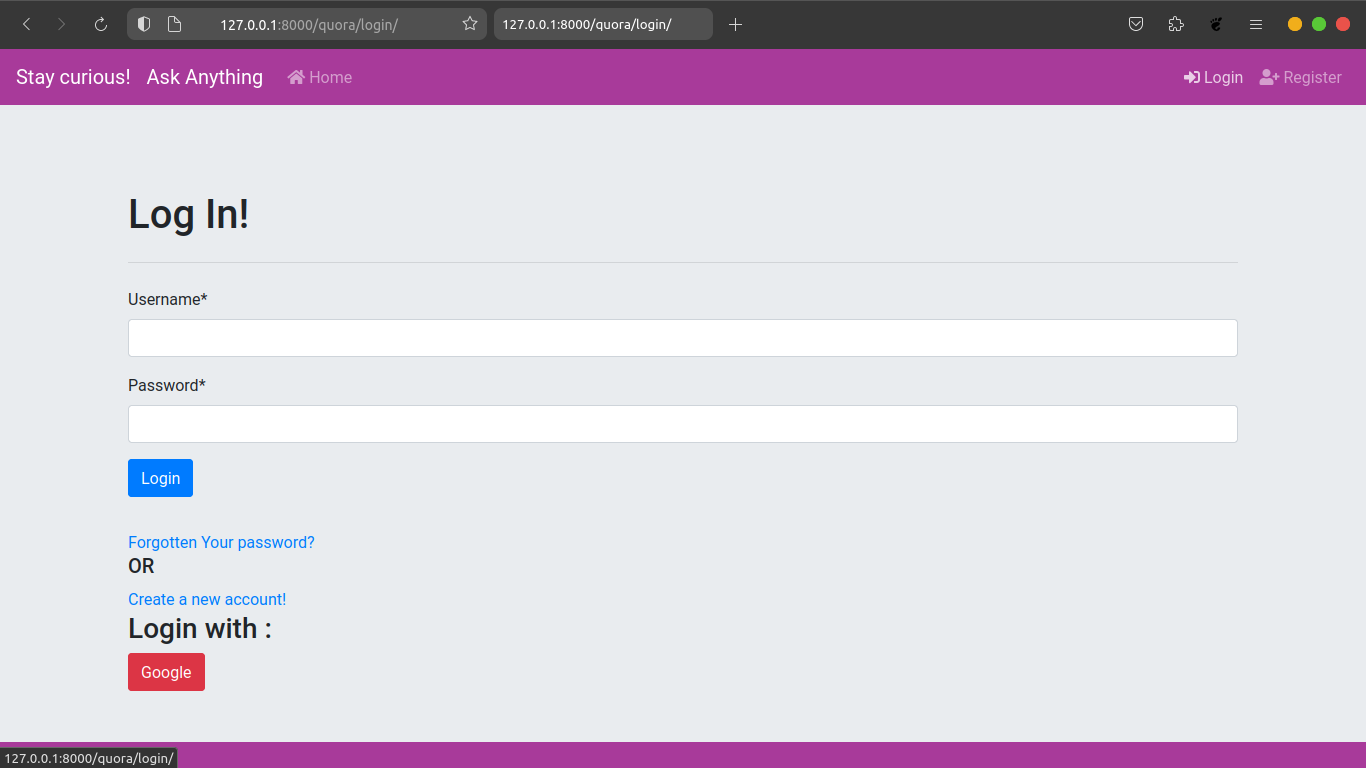 127.0.0.1:8000/quora/login/ 127.0.0.1:8000/quora/login/
Stay curious! Ask Anything Home Login Register
Log In!
Username*
Password*
Login
Forgotten Your password?
OR
Create a new account!
Login with :
Google
127.0.0.1:8000/quora/login/